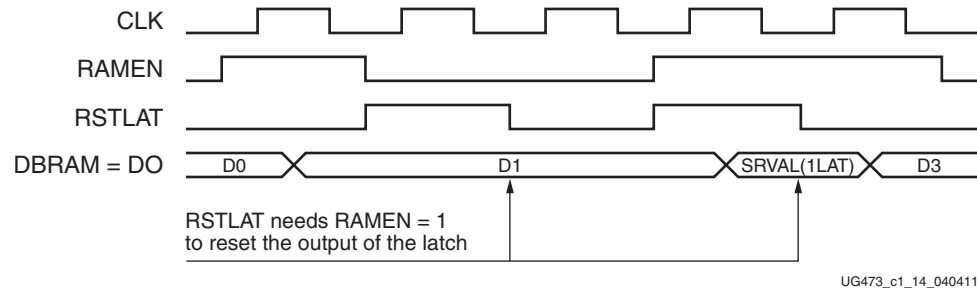 CLK
RAMEN
RSTLAT
DBRAM = DO D0 D1 SRVAL(1LAT) D3
RSTLAT needs RAMEN = 1
to reset the output of the latch
UG473_c1_14_040411